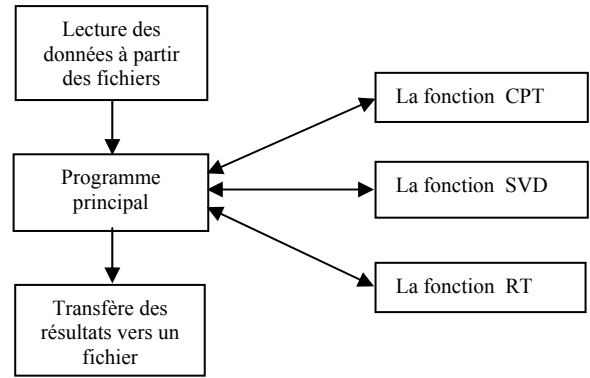 Lecture des
données à partir
des fichiers
La fonction CPT
Programme
principal
La fonction SVD
La fonction RT
Transfère des
résultats vers un
fichier